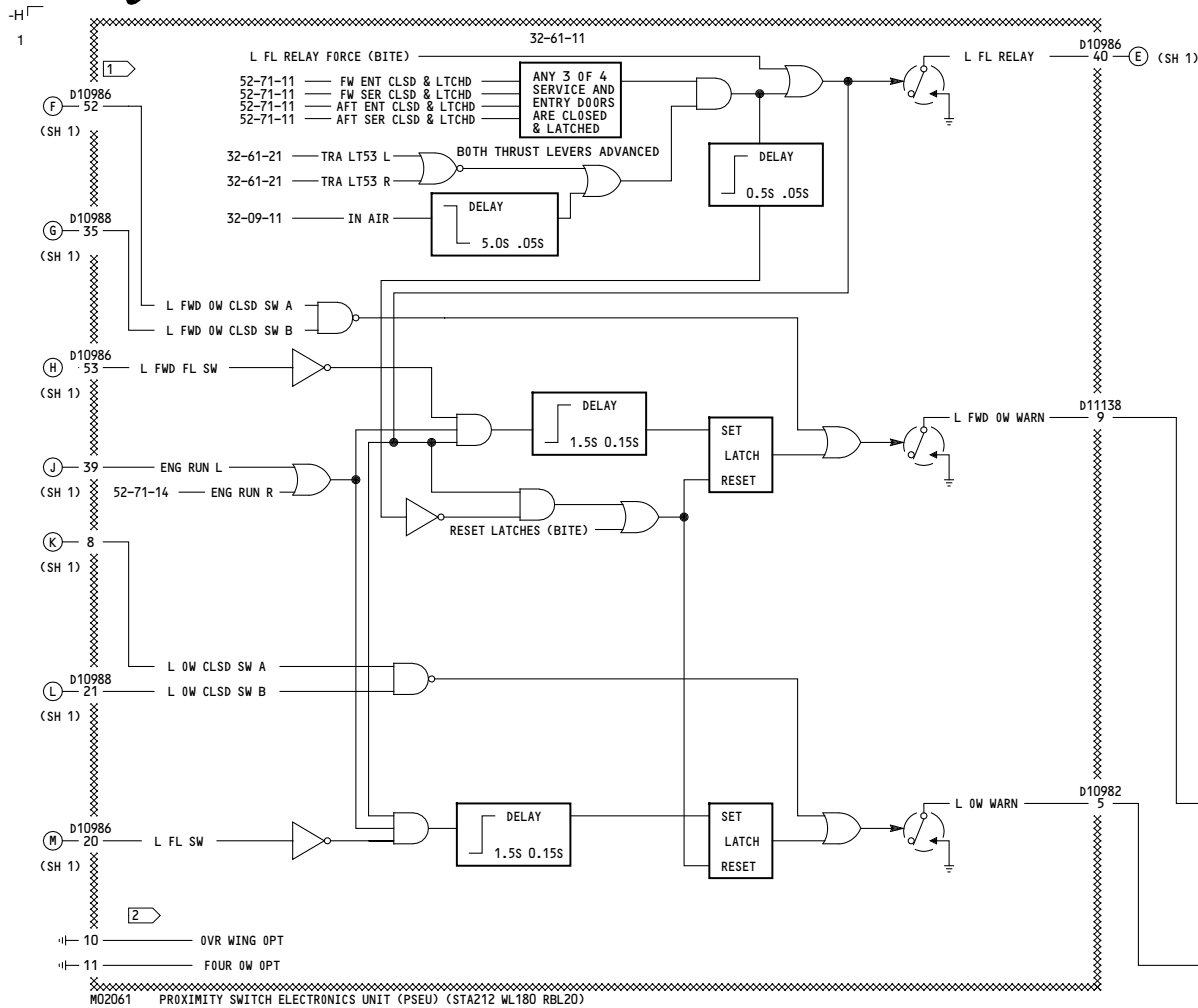 -H
1
32-61-11
1
L FL RELAY FORCE (BITE)
L FL RELAY
D10986
40
E
(SH 1)
52-71-11 FW ENT CLSD & LTCHD
52-71-11 FW SER CLSD & LTCHD
52-71-11 AFT ENT CLSD & LTCHD
52-71-11 AFT SER CLSD & LTCHD
ANY 3 OF 4
SERVICE AND
ENTRY DOORS
ARE CLOSED
& LATCHED
F
D10986
52
(SH 1)
BOTH THRUST LEVERS ADVANCED
32-61-21 TRA LT53 L
32-61-21 TRA LT53 R
DELAY
0.5S .05S
32-09-11 IN AIR
DELAY
5.0S .05S
G
D10988
35
(SH 1)
L FWD OW CLSD SW A
L FWD OW CLSD SW B
H
D10986
53
(SH 1)
L FWD FL SW
DELAY
1.5S 0.15S
SET
LATCH
RESET
L FWD OW WARN
D11138
9
J
39
(SH 1)
ENG RUN L
52-71-14 ENG RUN R
RESET LATCHES (BITE)
K
8
(SH 1)
L OW CLSD SW A
L
D10988
21
(SH 1)
L OW CLSD SW B
M
D10986
20
(SH 1)
L FL SW
DELAY
1.5S 0.15S
SET
LATCH
RESET
L OW WARN
D10982
5
2
10 OVR WING OPT
11 FOUR OW OPT
M02061 PROXIMITY SWITCH ELECTRONICS UNIT (PSEU) (STA212 WL180 RBL20)